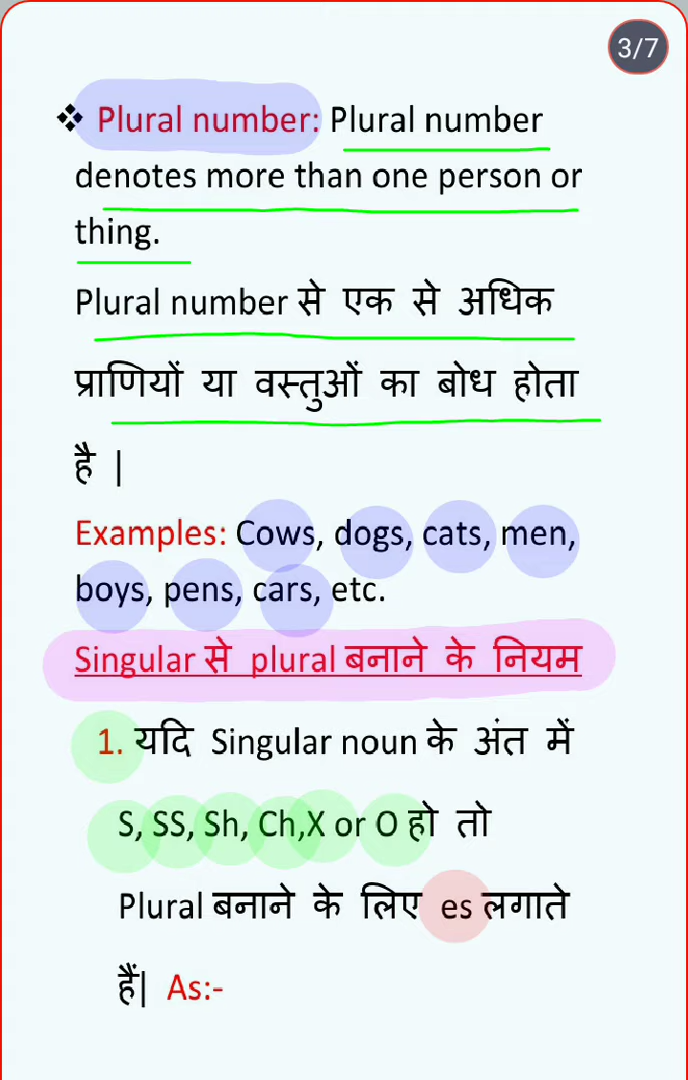 3/7
❖ Plural number: Plural number
denotes more than one person or
thing.
Plural number से एक से अधिक
प्राणियों या वस्तुओं का बोध होता
है |
Examples: Cows, dogs, cats, men,
boys, pens, cars, etc.
Singular से plural बनाने के नियम
1. यदि Singular noun के अंत में
S, SS, Sh, Ch,X or O हो तो
Plural बनाने के लिए es लगाते
हैं| As:-